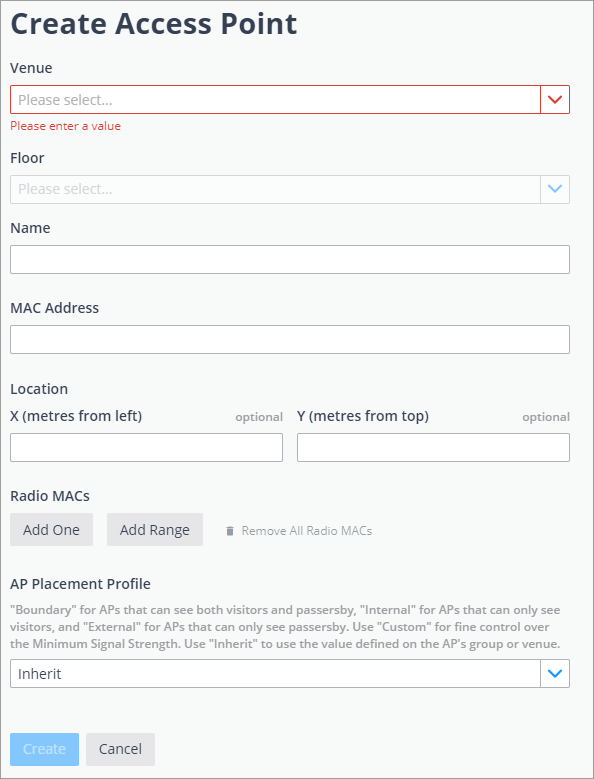 Create Access Point
Venue
Please select...
Please enter a value
Floor
Please select...
Name
MAC Address
Location
X (metres from left) optional Y (metres from top) optional
Radio MACs
Add One Add Range Remove All Radio MACs
AP Placement Profile
"Boundary" for APs that can see both visitors and passersby, "Internal" for APs that can only see
visitors, and "External" for APs that can only see passersby. Use "Custom" for fine control over
the Minimum Signal Strength. Use "Inherit" to use the value defined on the AP's group or venue.
Inherit
Create Cancel